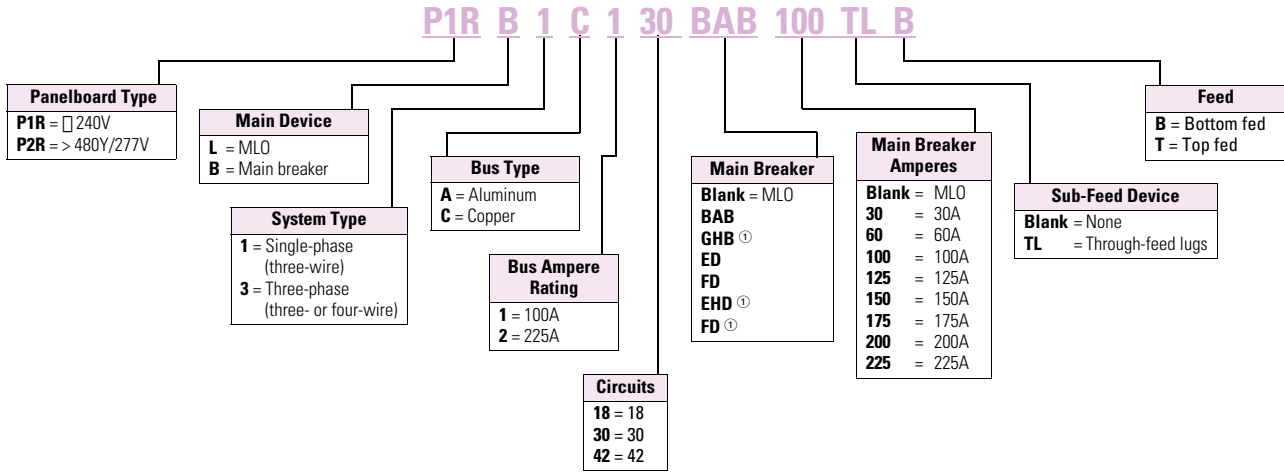 P1R B 1 C 1 30 BAB 100 TL B
Panelboard Type
P1R = 240V
P2R = > 480Y/277V
Main Device
L = MLO
B = Main breaker
System Type
1 = Single-phase
(three-wire)
3 = Three-phase
(three- or four-wire)
Bus Type
A = Aluminum
C = Copper
Bus Ampere
Rating
1 = 100A
2 = 225A
Circuits
18 = 18
30 = 30
42 = 42
Main Breaker
Blank = MLO
BAB
GHB ①
ED
FD
EHD ①
FD ①
Main Breaker
Amperes
Blank = MLO
30 = 30A
60 = 60A
100 = 100A
125 = 125A
150 = 150A
175 = 175A
200 = 200A
225 = 225A
Sub-Feed Device
Blank = None
TL = Through-feed lugs
Feed
B = Bottom fed
T = Top fed